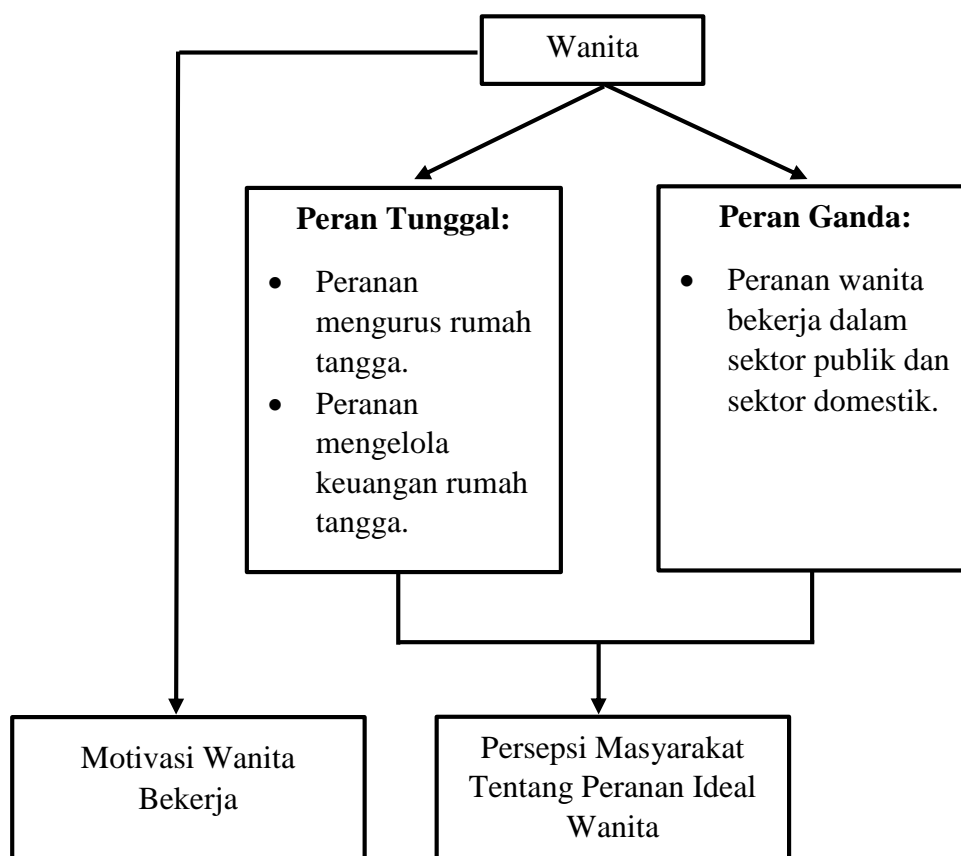 Wanita
Peran Tunggal:
• Peranan
mengurus rumah
tangga.
• Peranan
mengelola
keuangan rumah
tangga.
Peran Ganda:
• Peranan wanita
bekerja dalam
sektor publik dan
sektor domestik.
Motivasi Wanita
Bekerja
Persepsi Masyarakat
Tentang Peranan Ideal
Wanita